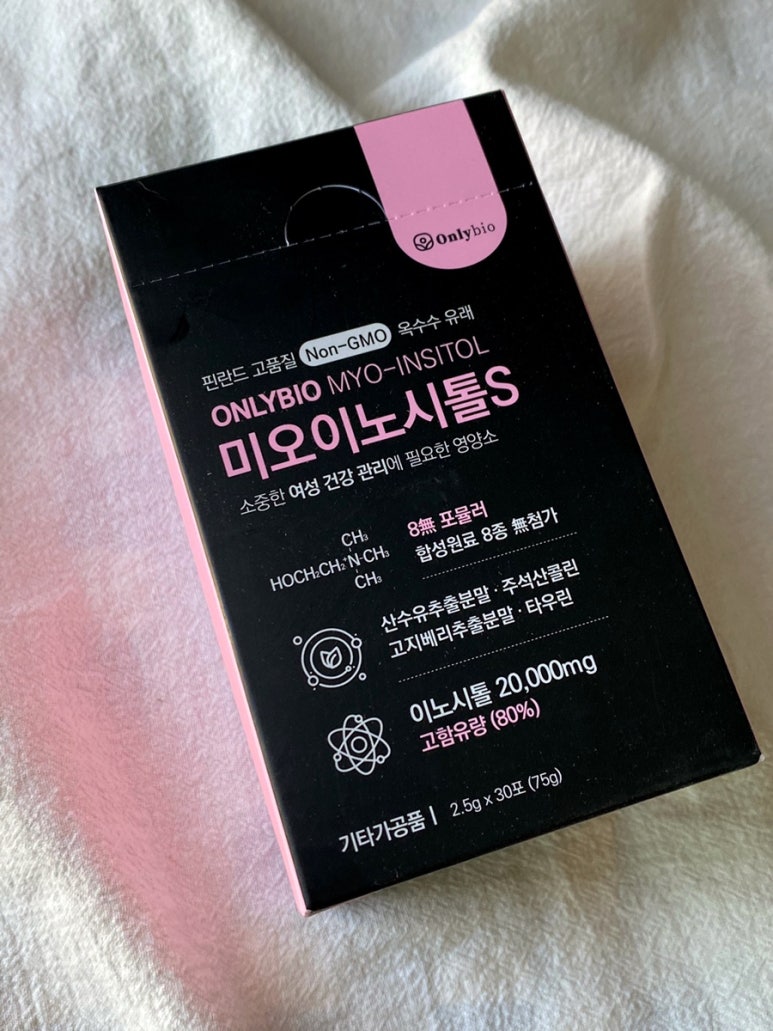 Onlybio
핀란드 고품질 Non-GMO 옥수수 유래
ONLYBIO MYO-INSITOL
미오이노시톨S
소중한 여성 건강 관리에 필요한 영양소
8無 포뮬러
합성원료 8종 無첨가
CH₃
HOCH₂CH₂⁺N-CH₃
CH₃
산수유추출분말 · 주석산콜린
고지베리추출분말 · 타우린
이노시톨 20,000mg
고함유량 (80%)
기타가공품 | 2.5g x 30포 (75g)